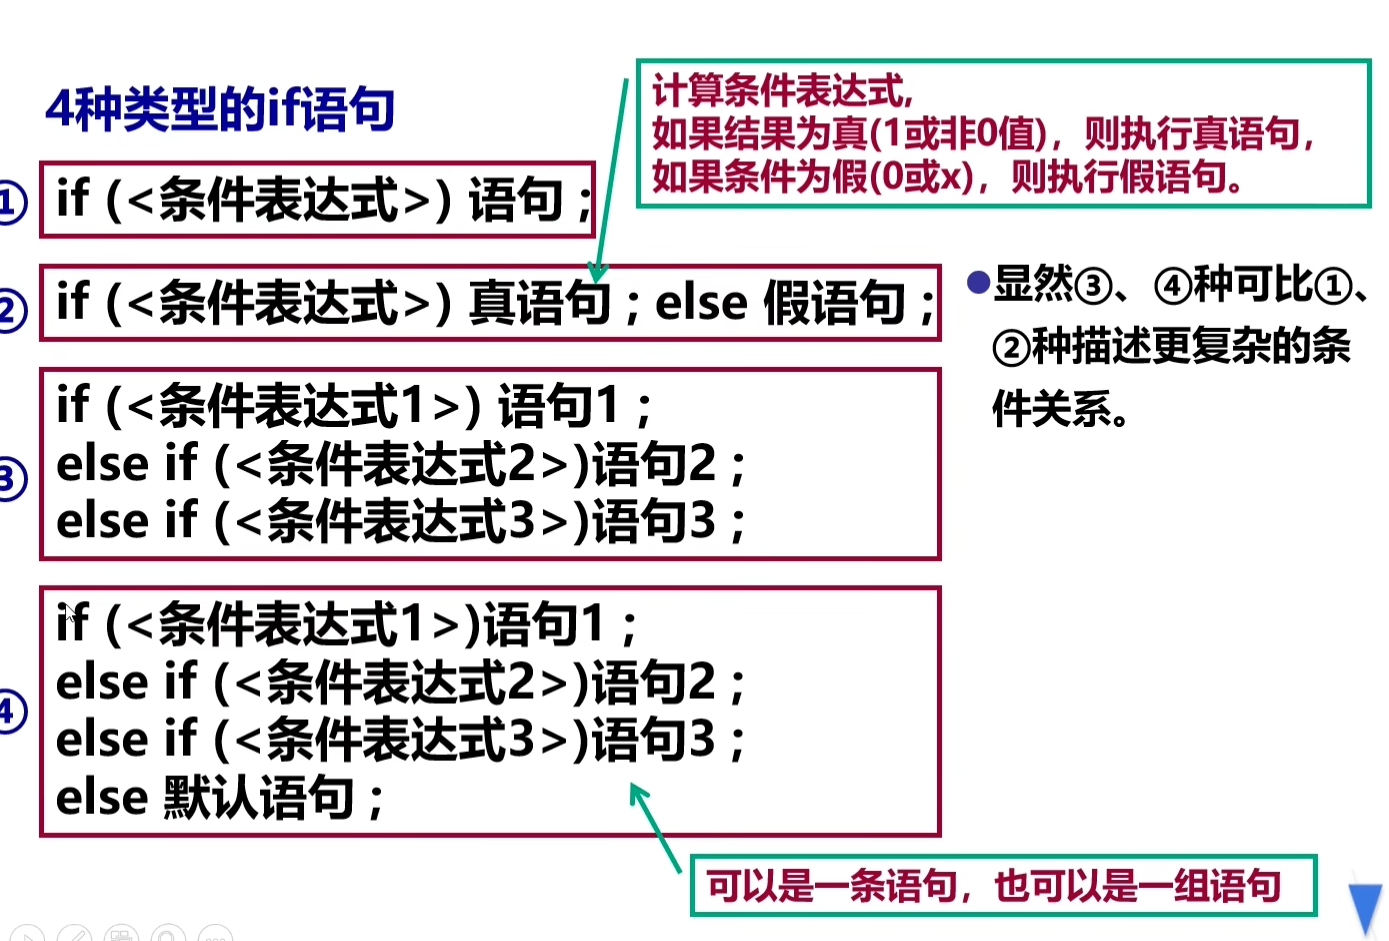 4种类型的if语句
计算条件表达式,
如果结果为真(1或非0值)，则执行真语句，
如果条件为假(0或x)，则执行假语句。
① if (<条件表达式>) 语句 ;
② if (<条件表达式>) 真语句 ; else 假语句 ;
●显然③、④种可比①、
②种描述更复杂的条
件关系。
③
if (<条件表达式1>) 语句1 ;
else if (<条件表达式2>)语句2 ;
else if (<条件表达式3>)语句3 ;
④
if (<条件表达式1>)语句1 ;
else if (<条件表达式2>)语句2 ;
else if (<条件表达式3>)语句3 ;
else 默认语句 ;
可以是一条语句，也可以是一组语句